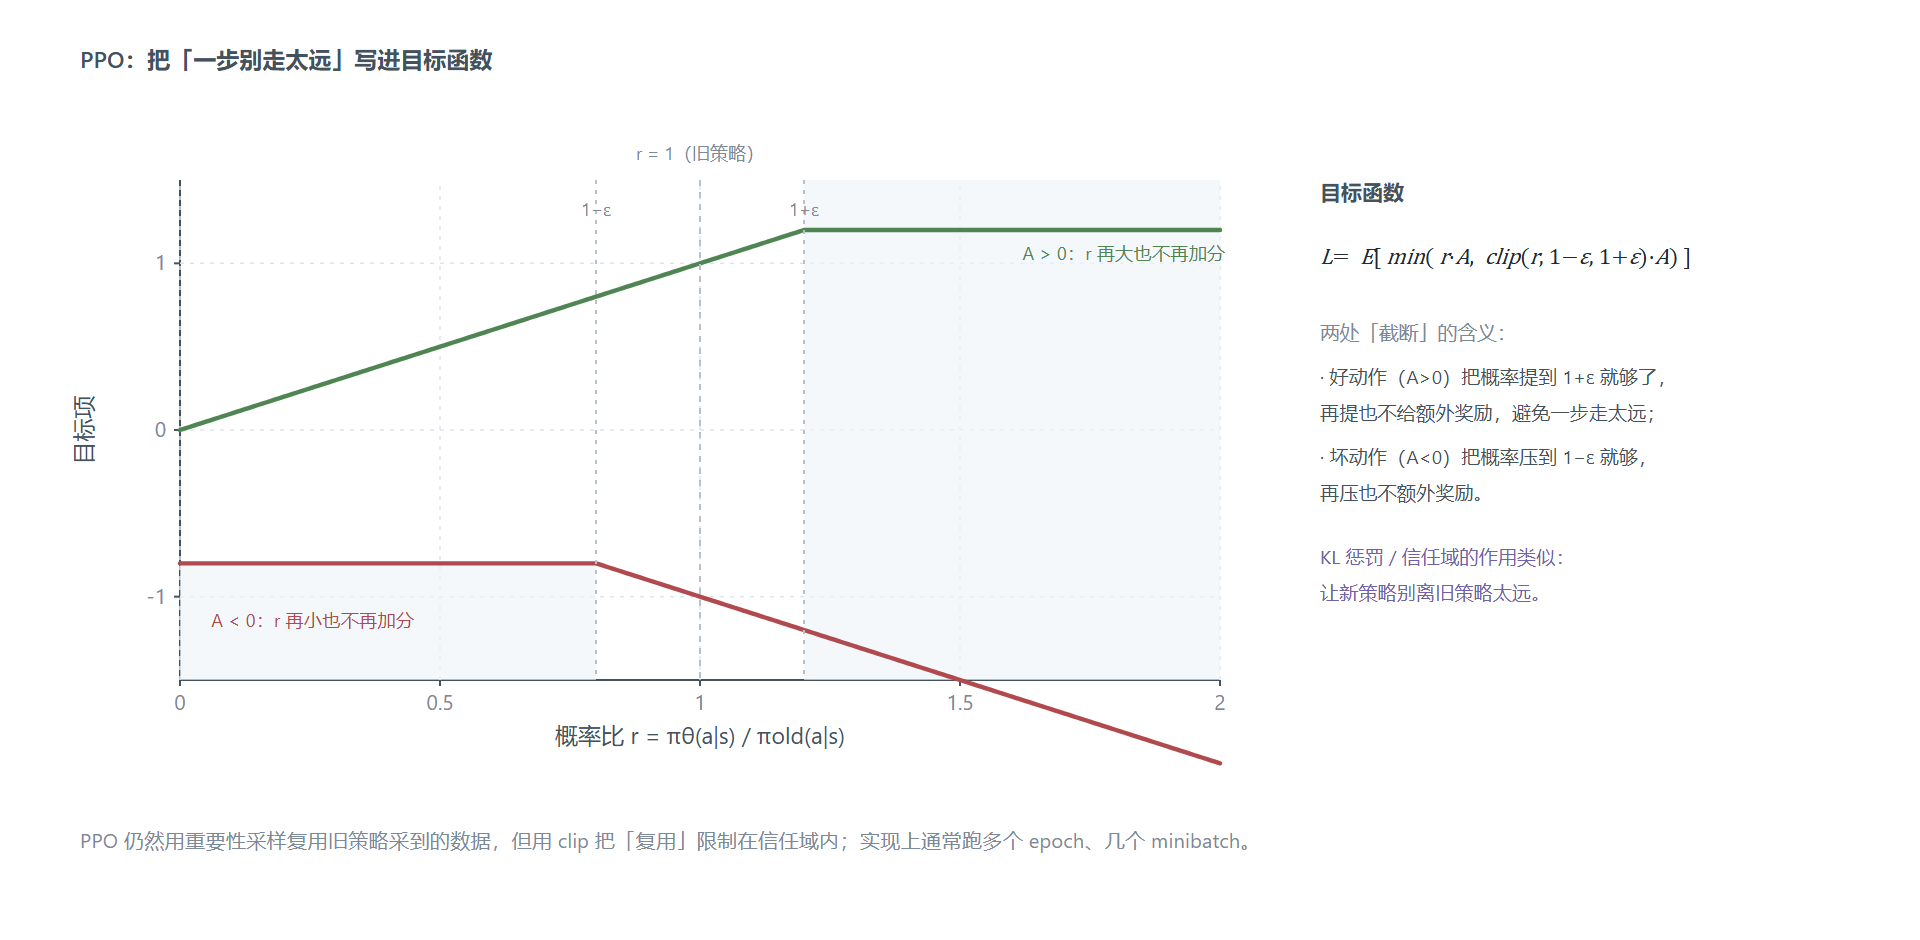 PPO：把「一步别走太远」写进目标函数
r = 1（旧策略）
1−ε
1+ε
A > 0：r 再大也不再加分
1
0
-1
目标项
A < 0：r 再小也不再加分
0
0.5
1
1.5
2
概率比 r = πθ(a|s) / πold(a|s)
目标函数
L= E[ min( r·A, clip(r, 1−ε, 1+ε)·A) ]
两处「截断」的含义：
· 好动作（A>0）把概率提到 1+ε 就够了，
再提也不给额外奖励，避免一步走太远；
· 坏动作（A<0）把概率压到 1−ε 就够，
再压也不额外奖励。
KL 惩罚 / 信任域的作用类似：
让新策略别离旧策略太远。
PPO 仍然用重要性采样复用旧策略采到的数据，但用 clip 把「复用」限制在信任域内；实现上通常跑多个 epoch、几个 minibatch。